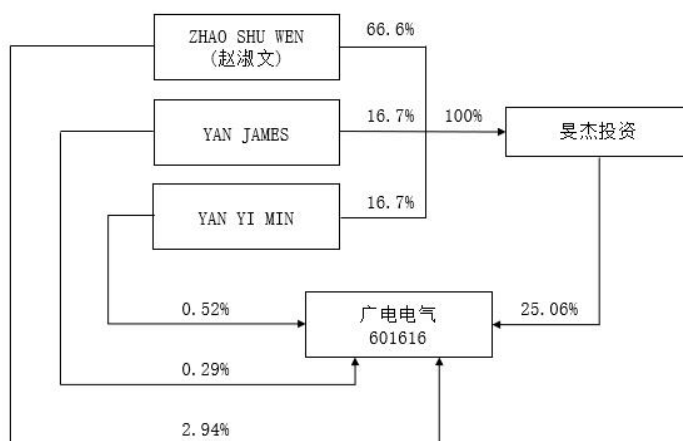 ZHAO SHU WEN
(赵淑文)
66.6%
YAN JAMES
16.7%
100%
旻杰投资
YAN YI MIN
16.7%
0.52%
广电电气
601616
25.06%
0.29%
2.94%